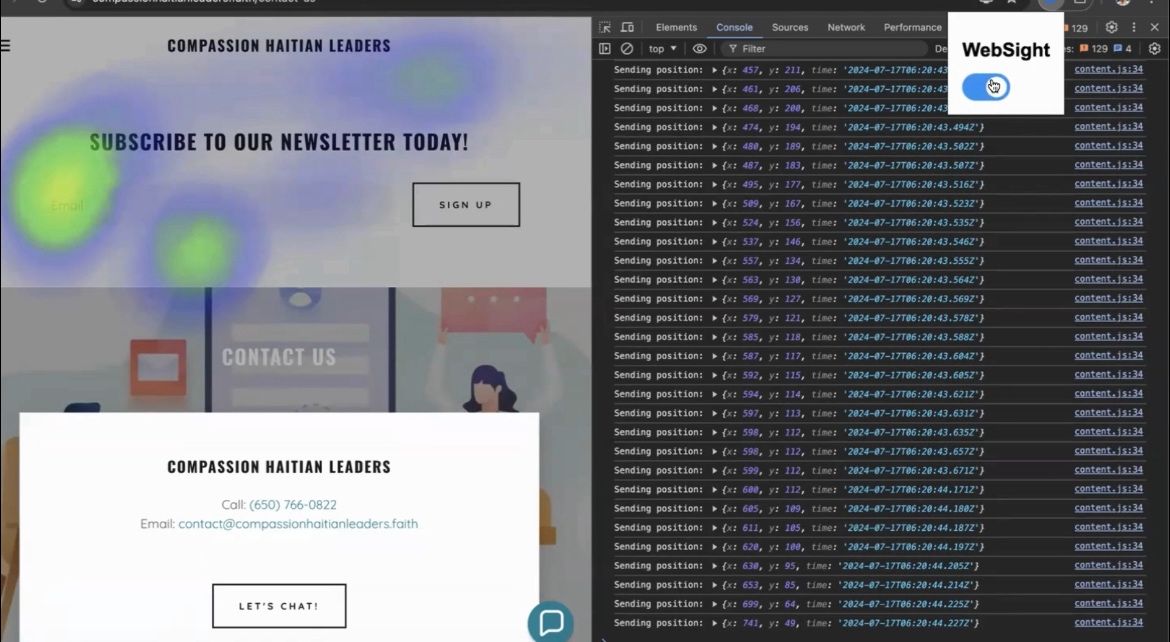 compassionhaitianleaders.faith/contact-us
COMPASSION HAITIAN LEADERS
SUBSCRIBE TO OUR NEWSLETTER TODAY!
Email
SIGN UP
CONTACT US
COMPASSION HAITIAN LEADERS
Call: (650) 766-0822
Email: contact@compassionhaitianleaders.faith
LET'S CHAT!
Elements Console Sources Network Performance 129
top Filter De es: 129 4
WebSight
Sending position: {x: 457, y: 211, time: '2024-07-17T06:20:43 content.js:34
Sending position: {x: 461, y: 206, time: '2024-07-17T06:20:43 content.js:34
Sending position: {x: 468, y: 200, time: '2024-07-17T06:20:43 content.js:34
Sending position: {x: 474, y: 194, time: '2024-07-17T06:20:43.494Z'} content.js:34
Sending position: {x: 480, y: 189, time: '2024-07-17T06:20:43.502Z'} content.js:34
Sending position: {x: 487, y: 183, time: '2024-07-17T06:20:43.507Z'} content.js:34
Sending position: {x: 495, y: 177, time: '2024-07-17T06:20:43.516Z'} content.js:34
Sending position: {x: 509, y: 167, time: '2024-07-17T06:20:43.523Z'} content.js:34
Sending position: {x: 524, y: 156, time: '2024-07-17T06:20:43.535Z'} content.js:34
Sending position: {x: 537, y: 146, time: '2024-07-17T06:20:43.546Z'} content.js:34
Sending position: {x: 557, y: 134, time: '2024-07-17T06:20:43.555Z'} content.js:34
Sending position: {x: 563, y: 130, time: '2024-07-17T06:20:43.564Z'} content.js:34
Sending position: {x: 569, y: 127, time: '2024-07-17T06:20:43.569Z'} content.js:34
Sending position: {x: 579, y: 121, time: '2024-07-17T06:20:43.578Z'} content.js:34
Sending position: {x: 585, y: 118, time: '2024-07-17T06:20:43.588Z'} content.js:34
Sending position: {x: 587, y: 117, time: '2024-07-17T06:20:43.604Z'} content.js:34
Sending position: {x: 592, y: 115, time: '2024-07-17T06:20:43.605Z'} content.js:34
Sending position: {x: 594, y: 114, time: '2024-07-17T06:20:43.621Z'} content.js:34
Sending position: {x: 597, y: 113, time: '2024-07-17T06:20:43.631Z'} content.js:34
Sending position: {x: 598, y: 112, time: '2024-07-17T06:20:43.635Z'} content.js:34
Sending position: {x: 598, y: 112, time: '2024-07-17T06:20:43.657Z'} content.js:34
Sending position: {x: 599, y: 112, time: '2024-07-17T06:20:43.671Z'} content.js:34
Sending position: {x: 600, y: 112, time: '2024-07-17T06:20:44.171Z'} content.js:34
Sending position: {x: 605, y: 109, time: '2024-07-17T06:20:44.180Z'} content.js:34
Sending position: {x: 611, y: 105, time: '2024-07-17T06:20:44.187Z'} content.js:34
Sending position: {x: 620, y: 100, time: '2024-07-17T06:20:44.197Z'} content.js:34
Sending position: {x: 630, y: 95, time: '2024-07-17T06:20:44.205Z'} content.js:34
Sending position: {x: 653, y: 85, time: '2024-07-17T06:20:44.214Z'} content.js:34
Sending position: {x: 699, y: 64, time: '2024-07-17T06:20:44.225Z'} content.js:34
Sending position: {x: 741, y: 49, time: '2024-07-17T06:20:44.227Z'} content.js:34